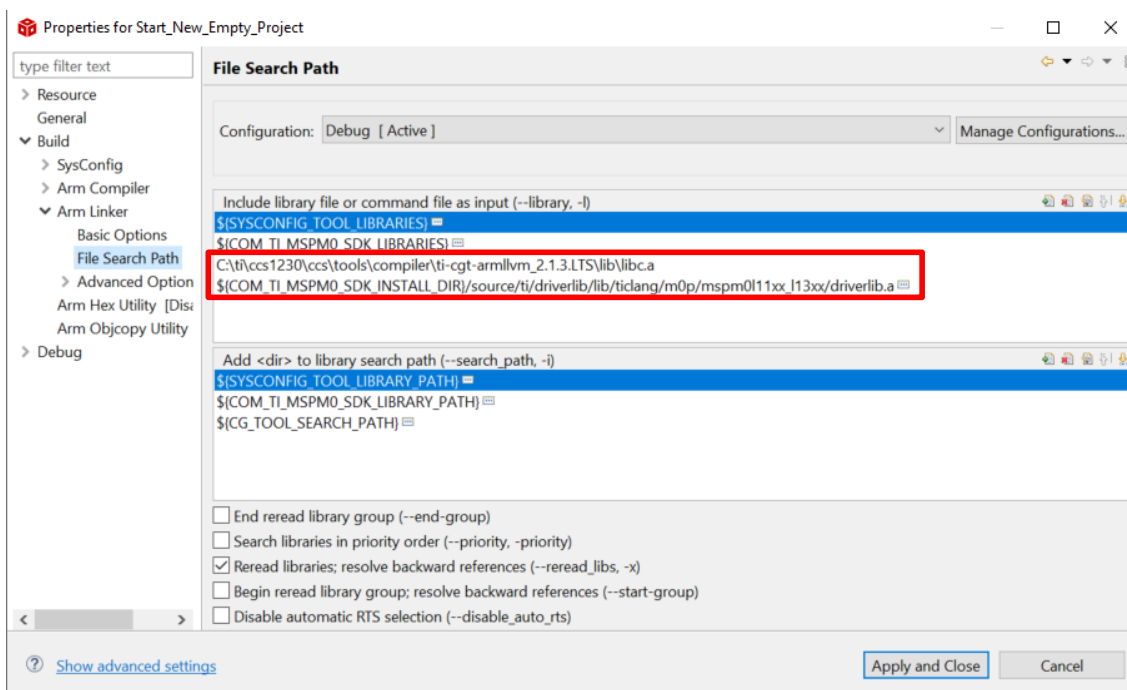 Properties for Start_New_Empty_Project
type filter text
Resource
General
Build
SysConfig
Arm Compiler
Arm Linker
Basic Options
File Search Path
Advanced Option
Arm Hex Utility [Disa
Arm Objcopy Utility
Debug
File Search Path
Configuration: Debug [ Active ]
Manage Configurations...
Include library file or command file as input (--library, -l)
${SYSCONFIG_TOOL_LIBRARIES}
${COM_TI_MSPM0_SDK_LIBRARIES}
C:\ti\ccs1230\ccs\tools\compiler\ti-cgt-armllvm_2.1.3.LTS\lib\libc.a
${COM_TI_MSPM0_SDK_INSTALL_DIR}/source/ti/driverlib/lib/ticlang/m0p/mspm0l11xx_l13xx/driverlib.a
Add <dir> to library search path (--search_path, -i)
${SYSCONFIG_TOOL_LIBRARY_PATH}
${COM_TI_MSPM0_SDK_LIBRARY_PATH}
${CG_TOOL_SEARCH_PATH}
End reread library group (--end-group)
Search libraries in priority order (--priority, -priority)
Reread libraries; resolve backward references (--reread_libs, -x)
Begin reread library group; resolve backward references (--start-group)
Disable automatic RTS selection (--disable_auto_rts)
Show advanced settings
Apply and Close
Cancel